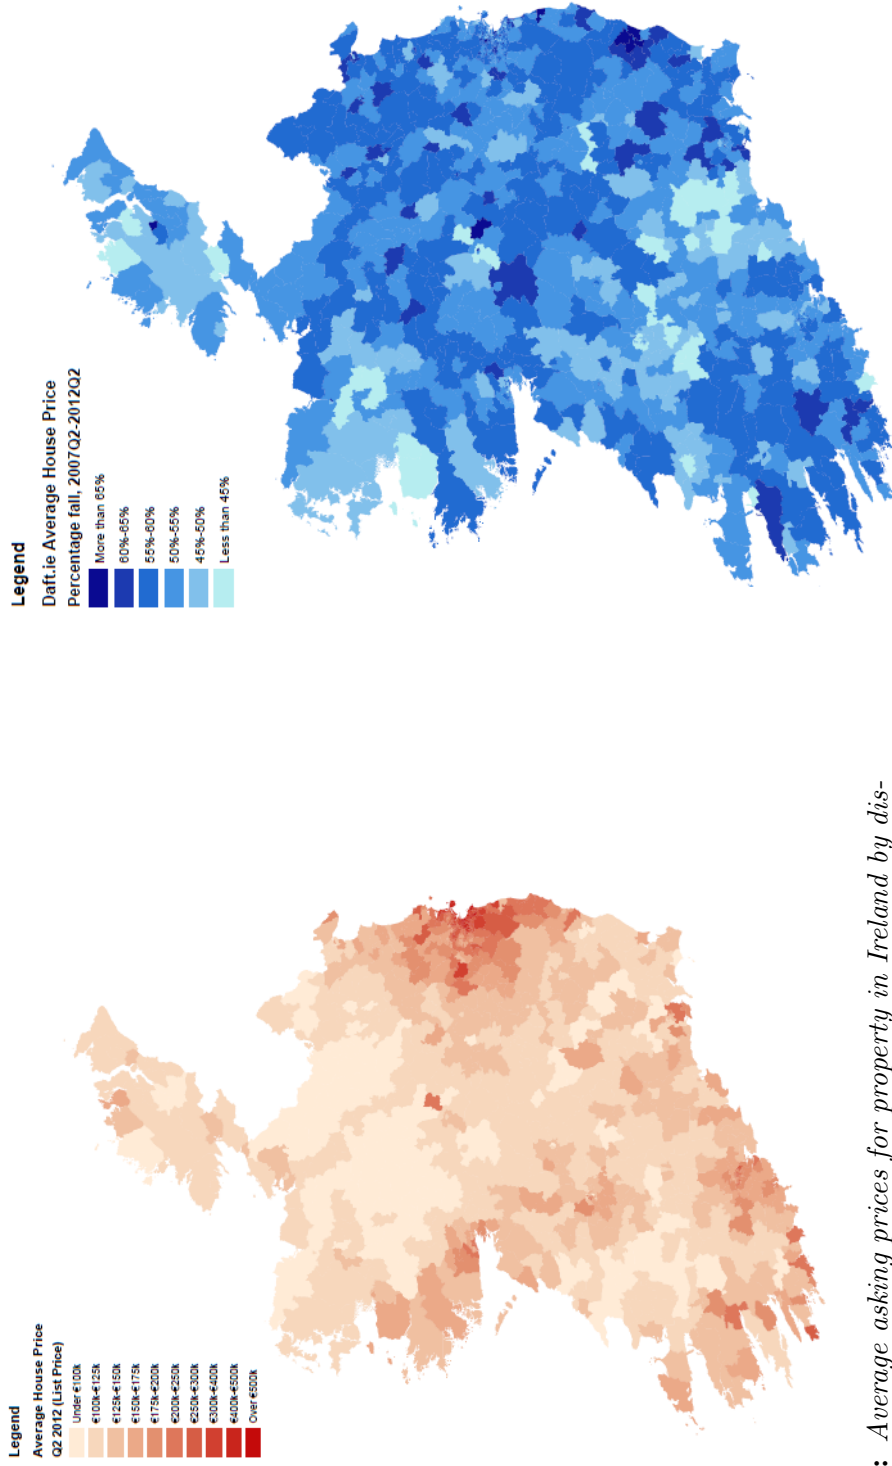 Legend
Average House Price
Q2 2012 (List Price)
Under €100k
€100k-€125k
€125k-€150k
€150k-€175k
€175k-€200k
€200k-€250k
€250k-€300k
€300k-€400k
€400k-€500k
Over €500k
Legend
Daft.ie Average House Price
Percentage fall, 2007Q2-2012Q2
More than 65%
60%-65%
55%-60%
50%-55%
45%-50%
Less than 45%
: Average asking prices for property in Ireland by dis-